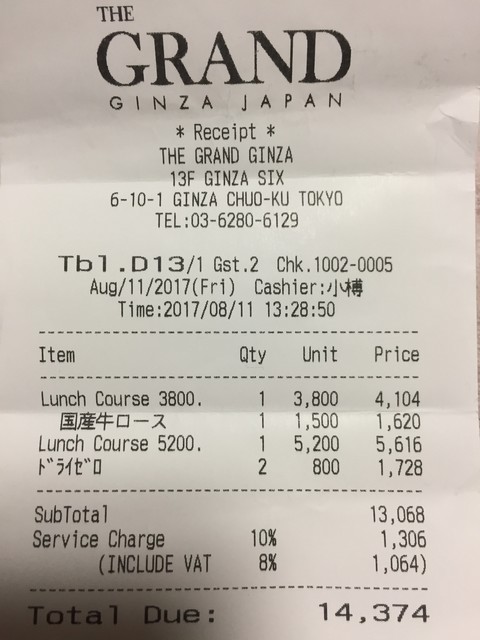 THE
GRAND
GINZA JAPAN
* Receipt *
THE GRAND GINZA
13F GINZA SIX
6-10-1 GINZA CHUO-KU TOKYO
TEL:03-6280-6129
Tbl.D13/1 Gst.2 Chk.1002-0005
Aug/11/2017(Fri) Cashier:小榑
Time:2017/08/11 13:28:50
Item Qty Unit Price
Lunch Course 3800. 1 3,800 4,104
国産牛ロース 1 1,500 1,620
Lunch Course 5200. 1 5,200 5,616
ﾄﾞﾗｲｾﾞﾛ 2 800 1,728
SubTotal 13,068
Service Charge 10% 1,306
(INCLUDE VAT 8% 1,064)
Total Due: 14,374